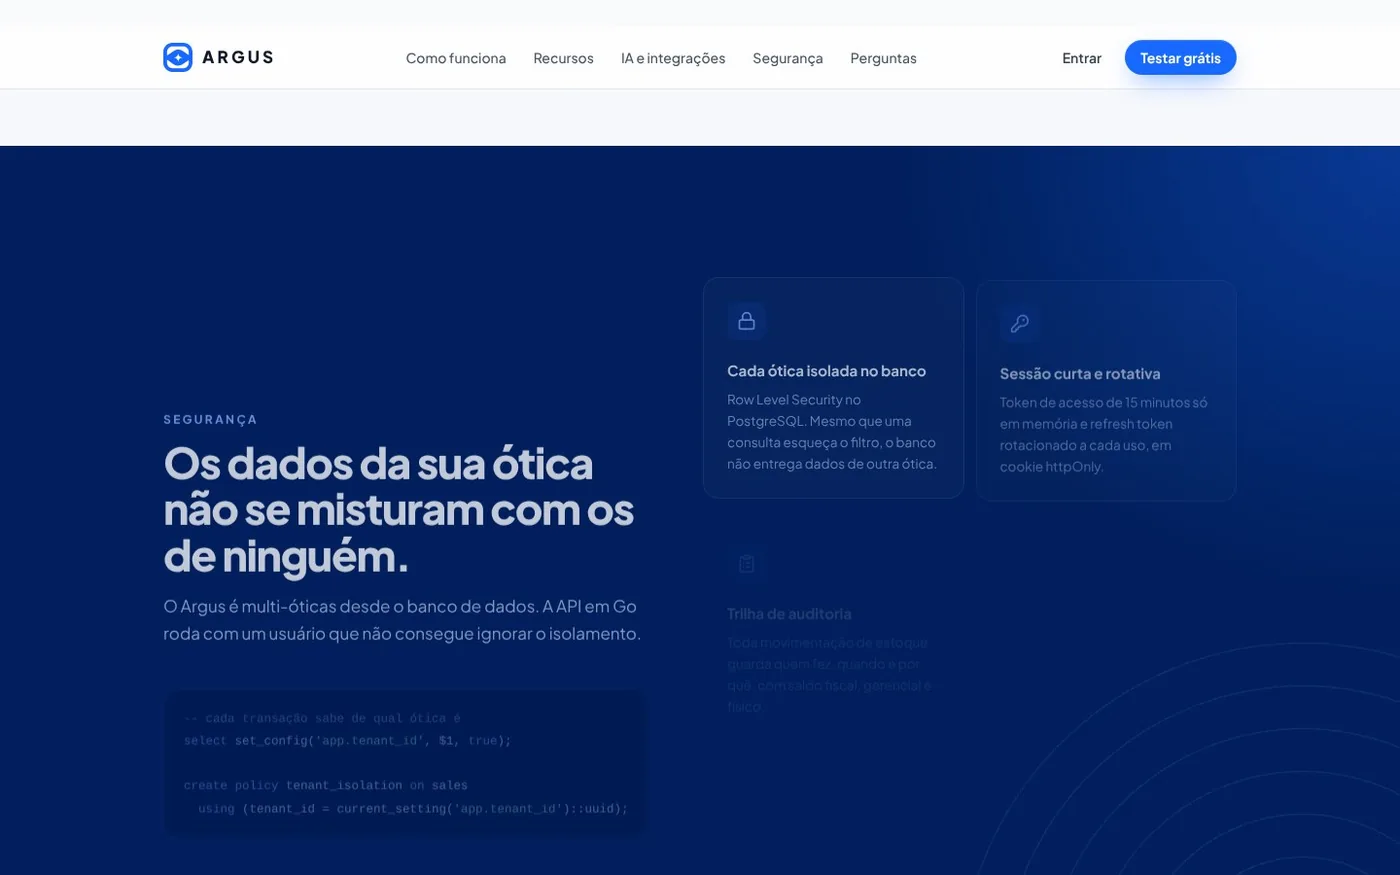 ARGUS
Como funciona
Recursos
IA e integrações
Segurança
Perguntas
Entrar
Testar grátis
SEGURANÇA
Os dados da sua ótica
não se misturam com os
de ninguém.
O Argus é multi-óticas desde o banco de dados. A API em Go
roda com um usuário que não consegue ignorar o isolamento.
-- cada transação sabe de qual ótica é
select set_config('app.tenant_id', $1, true);
create policy tenant_isolation on sales
using (tenant_id = current_setting('app.tenant_id')::uuid);
Cada ótica isolada no banco
Row Level Security no
PostgreSQL. Mesmo que uma
consulta esqueça o filtro, o banco
não entrega dados de outra ótica.
Sessão curta e rotativa
Token de acesso de 15 minutos só
em memória e refresh token
rotacionado a cada uso, em
cookie httpOnly.
Trilha de auditoria
Toda movimentação de estoque
guarda quem fez, quando e por
quê, com saldo fiscal, gerencial e
físico.